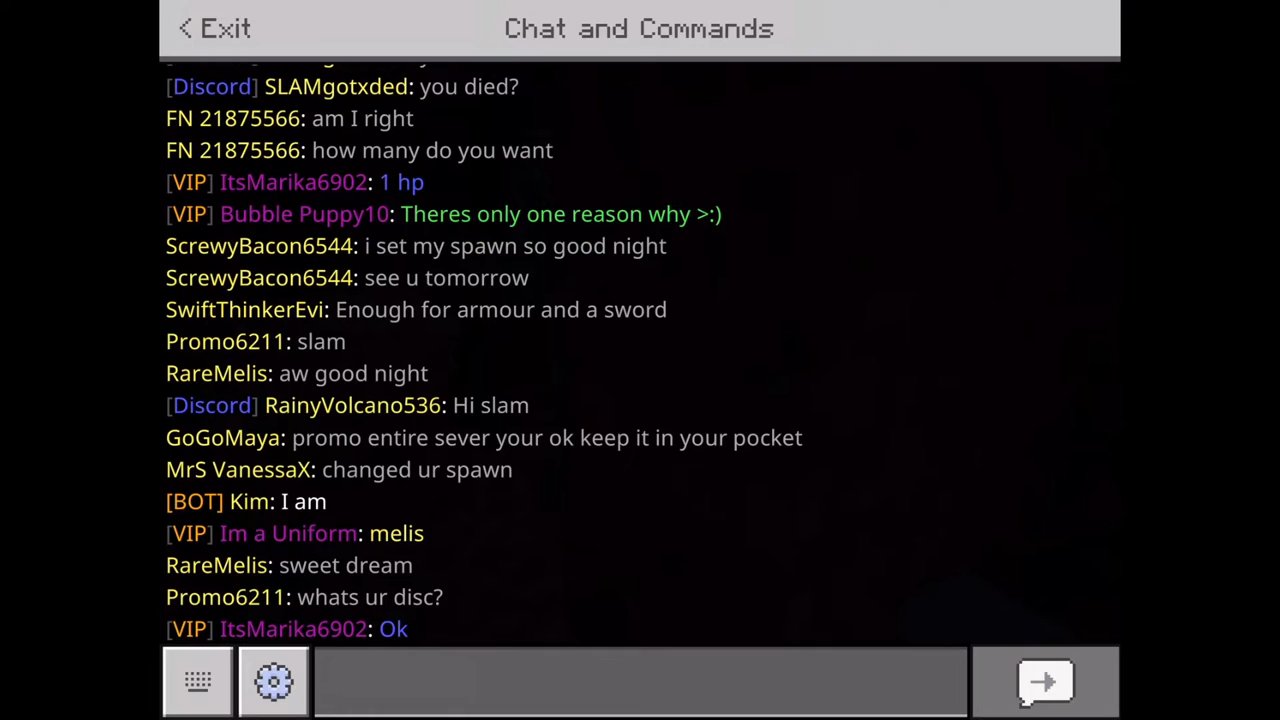 < Exit
Chat and Commands
[Discord] SLAMgotxded: you died?
FN 21875566: am I right
FN 21875566: how many do you want
[VIP] ItsMarika6902: 1 hp
[VIP] Bubble Puppy10: Theres only one reason why >:)
ScrewyBacon6544: i set my spawn so good night
ScrewyBacon6544: see u tomorrow
SwiftThinkerEvi: Enough for armour and a sword
Promo6211: slam
RareMelis: aw good night
[Discord] RainyVolcano536: Hi slam
GoGoMaya: promo entire sever your ok keep it in your pocket
MrS VanessaX: changed ur spawn
[BOT] Kim: I am
[VIP] Im a Uniform: melis
RareMelis: sweet dream
Promo6211: whats ur disc?
[VIP] ItsMarika6902: Ok